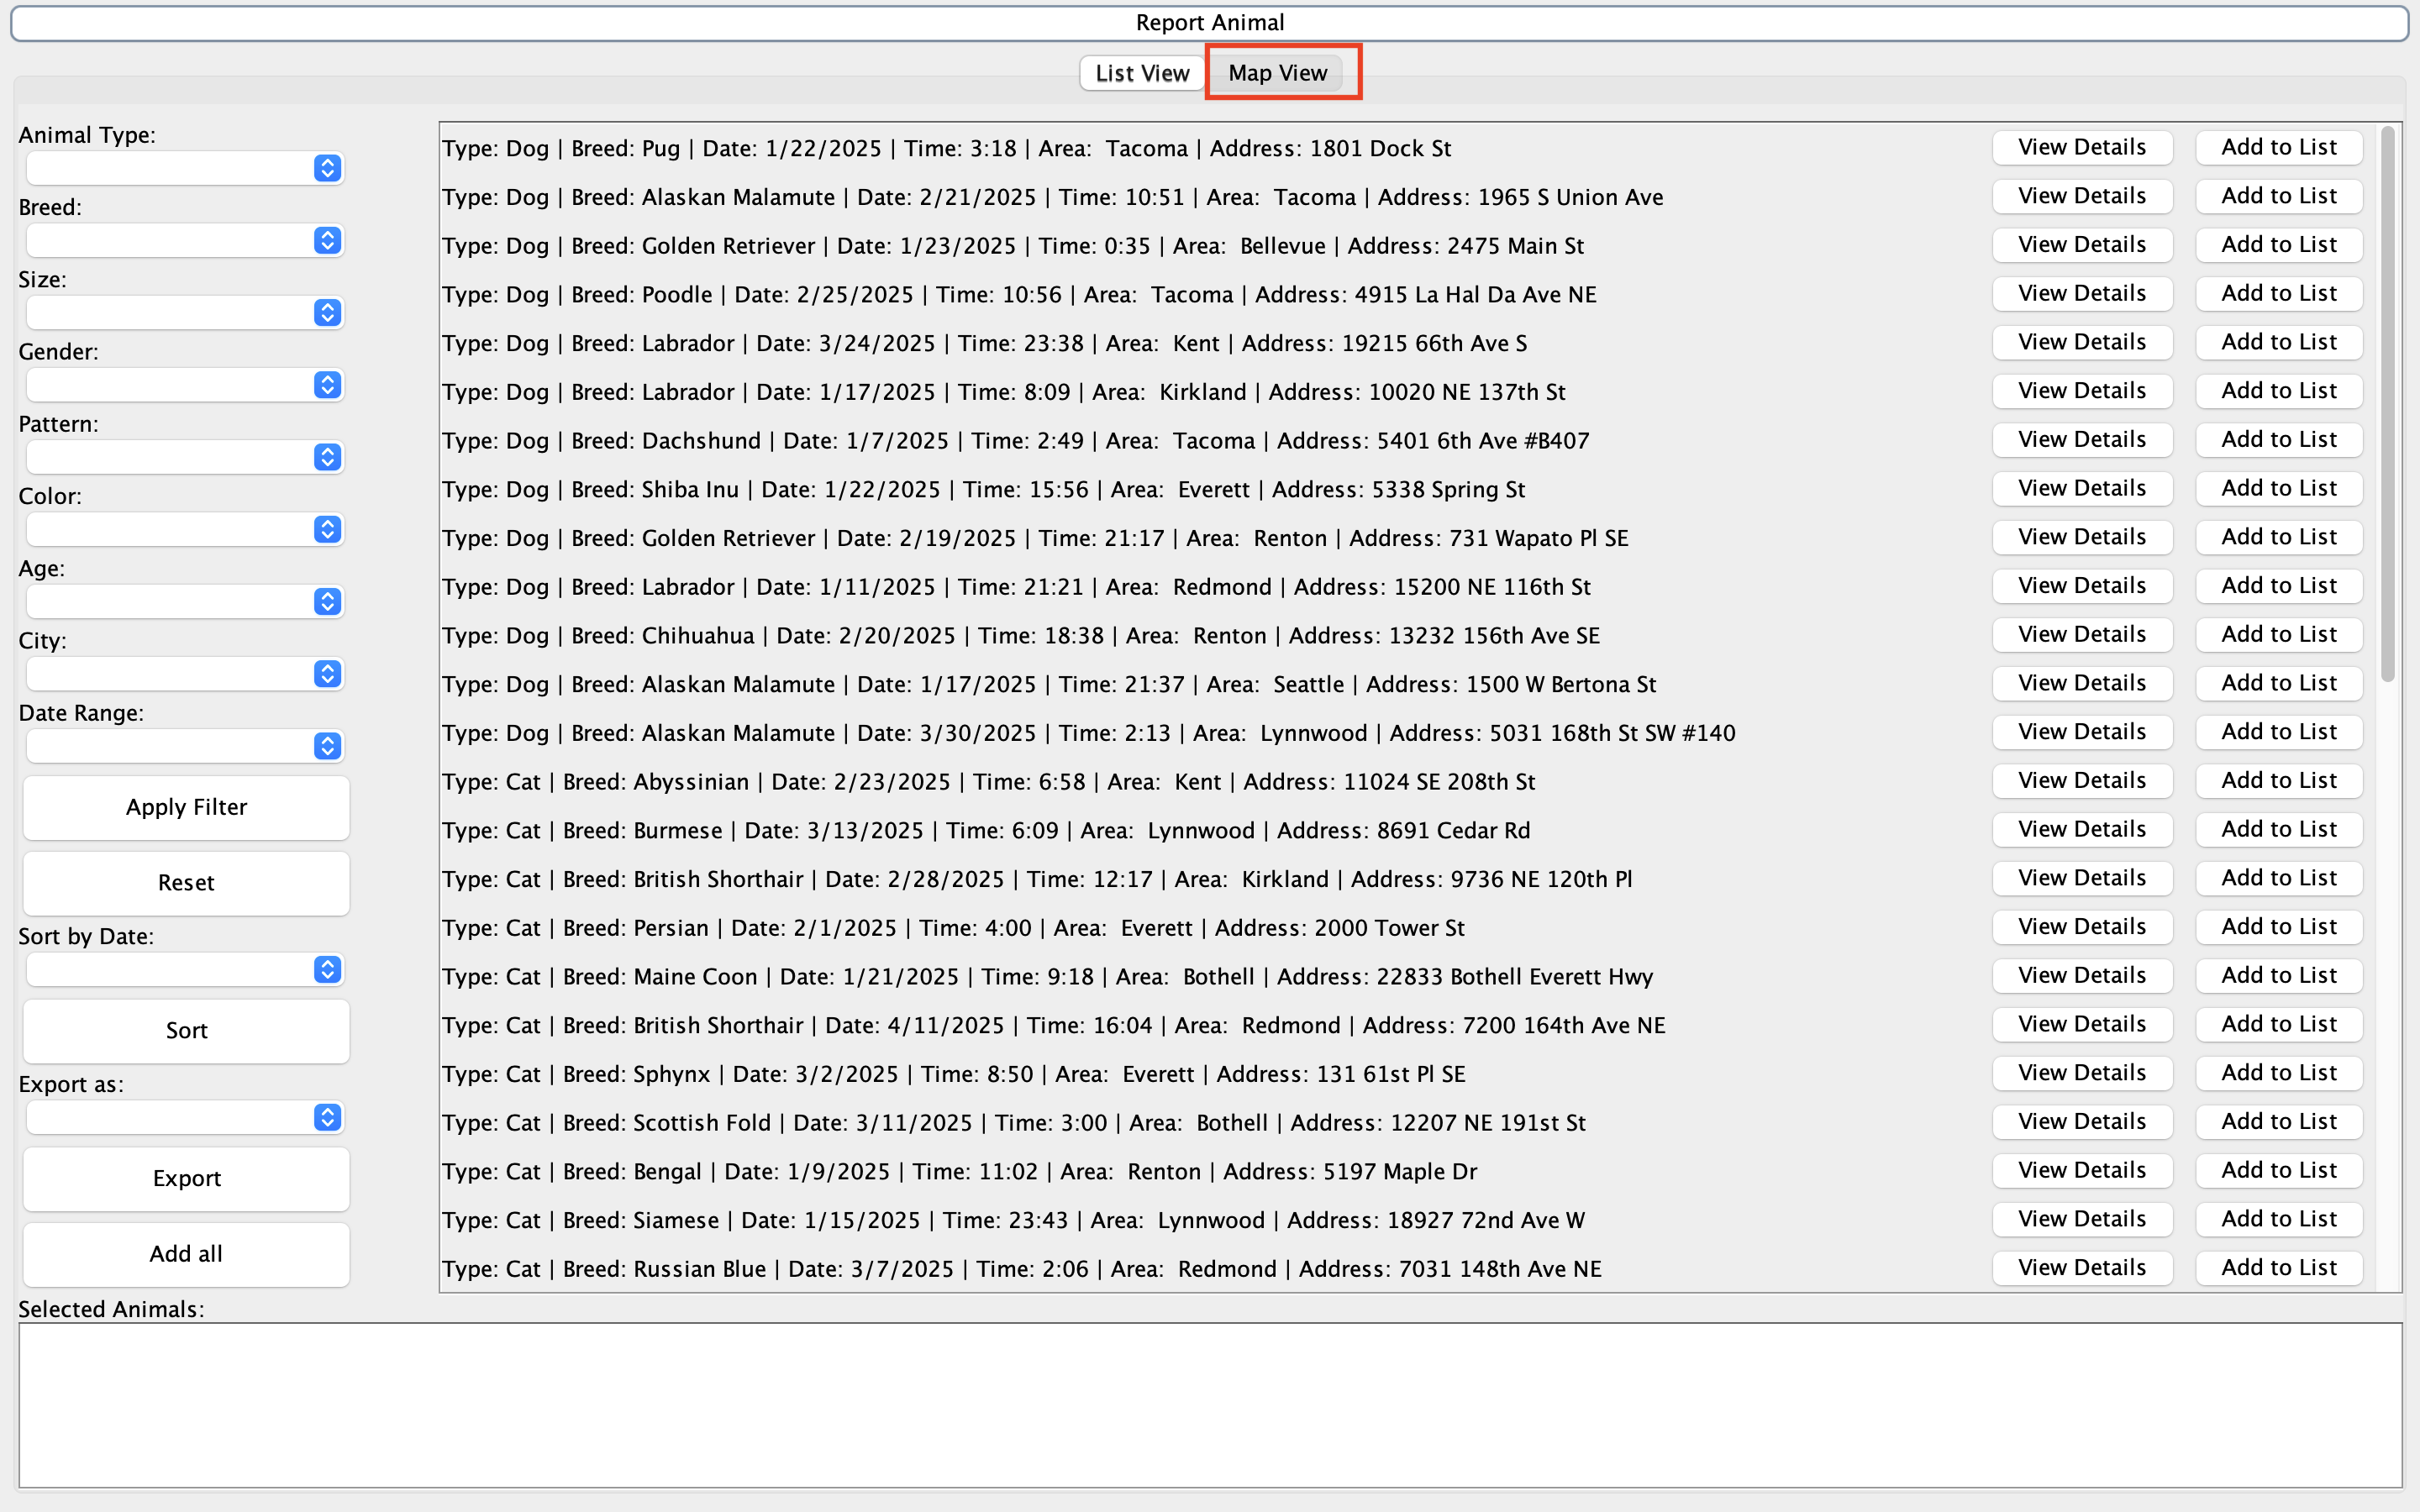 Report Animal
List View Map View
Animal Type:
Breed:
Size:
Gender:
Pattern:
Color:
Age:
City:
Date Range:
Apply Filter
Reset
Sort by Date:
Sort
Export as:
Export
Add all
Type: Dog | Breed: Pug | Date: 1/22/2025 | Time: 3:18 | Area:  Tacoma | Address: 1801 Dock St View Details Add to List
Type: Dog | Breed: Alaskan Malamute | Date: 2/21/2025 | Time: 10:51 | Area:  Tacoma | Address: 1965 S Union Ave View Details Add to List
Type: Dog | Breed: Golden Retriever | Date: 1/23/2025 | Time: 0:35 | Area:  Bellevue | Address: 2475 Main St View Details Add to List
Type: Dog | Breed: Poodle | Date: 2/25/2025 | Time: 10:56 | Area:  Tacoma | Address: 4915 La Hal Da Ave NE View Details Add to List
Type: Dog | Breed: Labrador | Date: 3/24/2025 | Time: 23:38 | Area:  Kent | Address: 19215 66th Ave S View Details Add to List
Type: Dog | Breed: Labrador | Date: 1/17/2025 | Time: 8:09 | Area:  Kirkland | Address: 10020 NE 137th St View Details Add to List
Type: Dog | Breed: Dachshund | Date: 1/7/2025 | Time: 2:49 | Area:  Tacoma | Address: 5401 6th Ave #B407 View Details Add to List
Type: Dog | Breed: Shiba Inu | Date: 1/22/2025 | Time: 15:56 | Area:  Everett | Address: 5338 Spring St View Details Add to List
Type: Dog | Breed: Golden Retriever | Date: 2/19/2025 | Time: 21:17 | Area:  Renton | Address: 731 Wapato Pl SE View Details Add to List
Type: Dog | Breed: Labrador | Date: 1/11/2025 | Time: 21:21 | Area:  Redmond | Address: 15200 NE 116th St View Details Add to List
Type: Dog | Breed: Chihuahua | Date: 2/20/2025 | Time: 18:38 | Area:  Renton | Address: 13232 156th Ave SE View Details Add to List
Type: Dog | Breed: Alaskan Malamute | Date: 1/17/2025 | Time: 21:37 | Area:  Seattle | Address: 1500 W Bertona St View Details Add to List
Type: Dog | Breed: Alaskan Malamute | Date: 3/30/2025 | Time: 2:13 | Area:  Lynnwood | Address: 5031 168th St SW #140 View Details Add to List
Type: Cat | Breed: Abyssinian | Date: 2/23/2025 | Time: 6:58 | Area:  Kent | Address: 11024 SE 208th St View Details Add to List
Type: Cat | Breed: Burmese | Date: 3/13/2025 | Time: 6:09 | Area:  Lynnwood | Address: 8691 Cedar Rd View Details Add to List
Type: Cat | Breed: British Shorthair | Date: 2/28/2025 | Time: 12:17 | Area:  Kirkland | Address: 9736 NE 120th Pl View Details Add to List
Type: Cat | Breed: Persian | Date: 2/1/2025 | Time: 4:00 | Area:  Everett | Address: 2000 Tower St View Details Add to List
Type: Cat | Breed: Maine Coon | Date: 1/21/2025 | Time: 9:18 | Area:  Bothell | Address: 22833 Bothell Everett Hwy View Details Add to List
Type: Cat | Breed: British Shorthair | Date: 4/11/2025 | Time: 16:04 | Area:  Redmond | Address: 7200 164th Ave NE View Details Add to List
Type: Cat | Breed: Sphynx | Date: 3/2/2025 | Time: 8:50 | Area:  Everett | Address: 131 61st Pl SE View Details Add to List
Type: Cat | Breed: Scottish Fold | Date: 3/11/2025 | Time: 3:00 | Area:  Bothell | Address: 12207 NE 191st St View Details Add to List
Type: Cat | Breed: Bengal | Date: 1/9/2025 | Time: 11:02 | Area:  Renton | Address: 5197 Maple Dr View Details Add to List
Type: Cat | Breed: Siamese | Date: 1/15/2025 | Time: 23:43 | Area:  Lynnwood | Address: 18927 72nd Ave W View Details Add to List
Type: Cat | Breed: Russian Blue | Date: 3/7/2025 | Time: 2:06 | Area:  Redmond | Address: 7031 148th Ave NE View Details Add to List
Selected Animals: